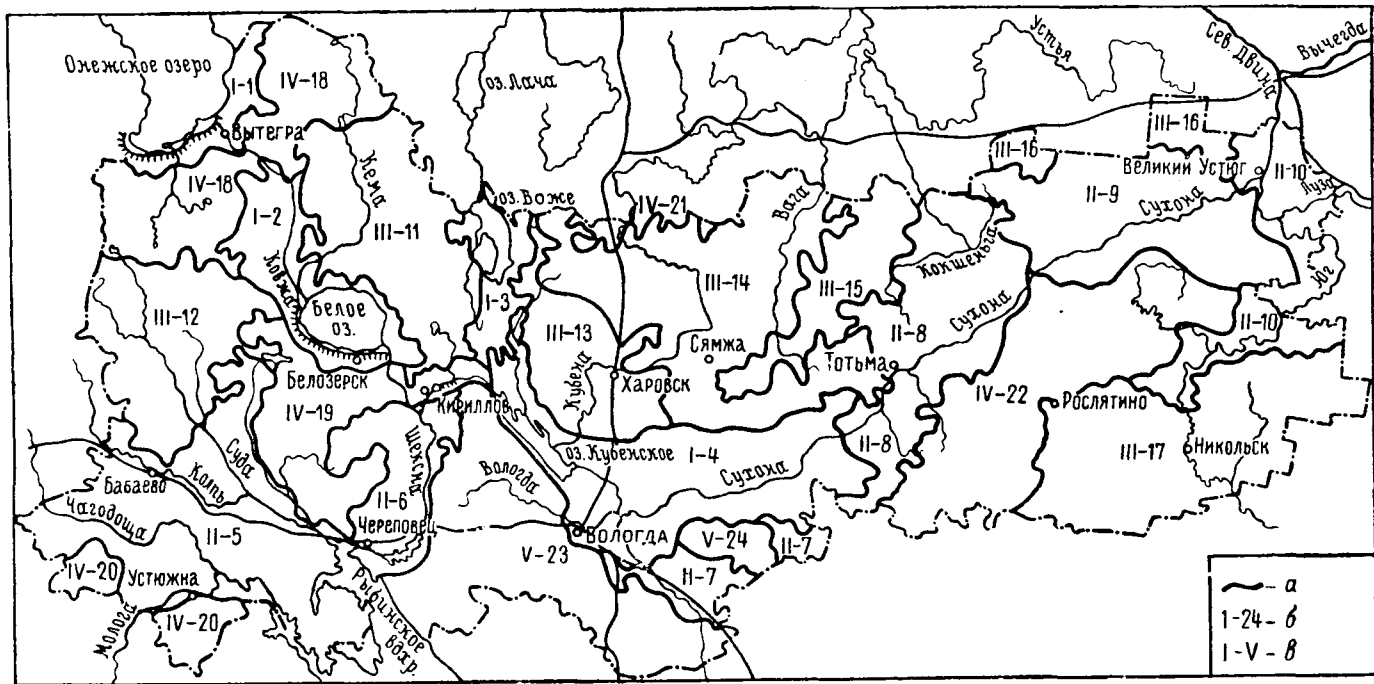 Онежское озеро
I-1
IV-18
оз. Лача
Устья
Сев. Двина
Вычегда
Вытегра
Кема
III-16
III-16
Великий Устюг
II-10
Луза
IV-18
I-2
оз. Воже
IV-21
Вага
II-9
Сухона
III-11
Кокшеньга
Юг
Ковжа
III-14
III-15
III-12
Белое
оз.
I-3
III-13
Сухона
II-8
II-10
Сямжа
Тотьма
Белозерск
Кубена
Харовск
IV-22
Рослятино
IV-19
Кириллов
Шексна
оз. Кубенское
I-4
II-8
Никольск
III-17
Суда
Вологда
Сухона
Бабаево
Колпь
II-6
Чагодоща
Череповец
Вологда
II-5
V-23
V-24
II-7
II-7
IV-20
Устюжна
Молога
IV-20
Рыбинское
вдхр.
- а
1-24 - б
I-V - в